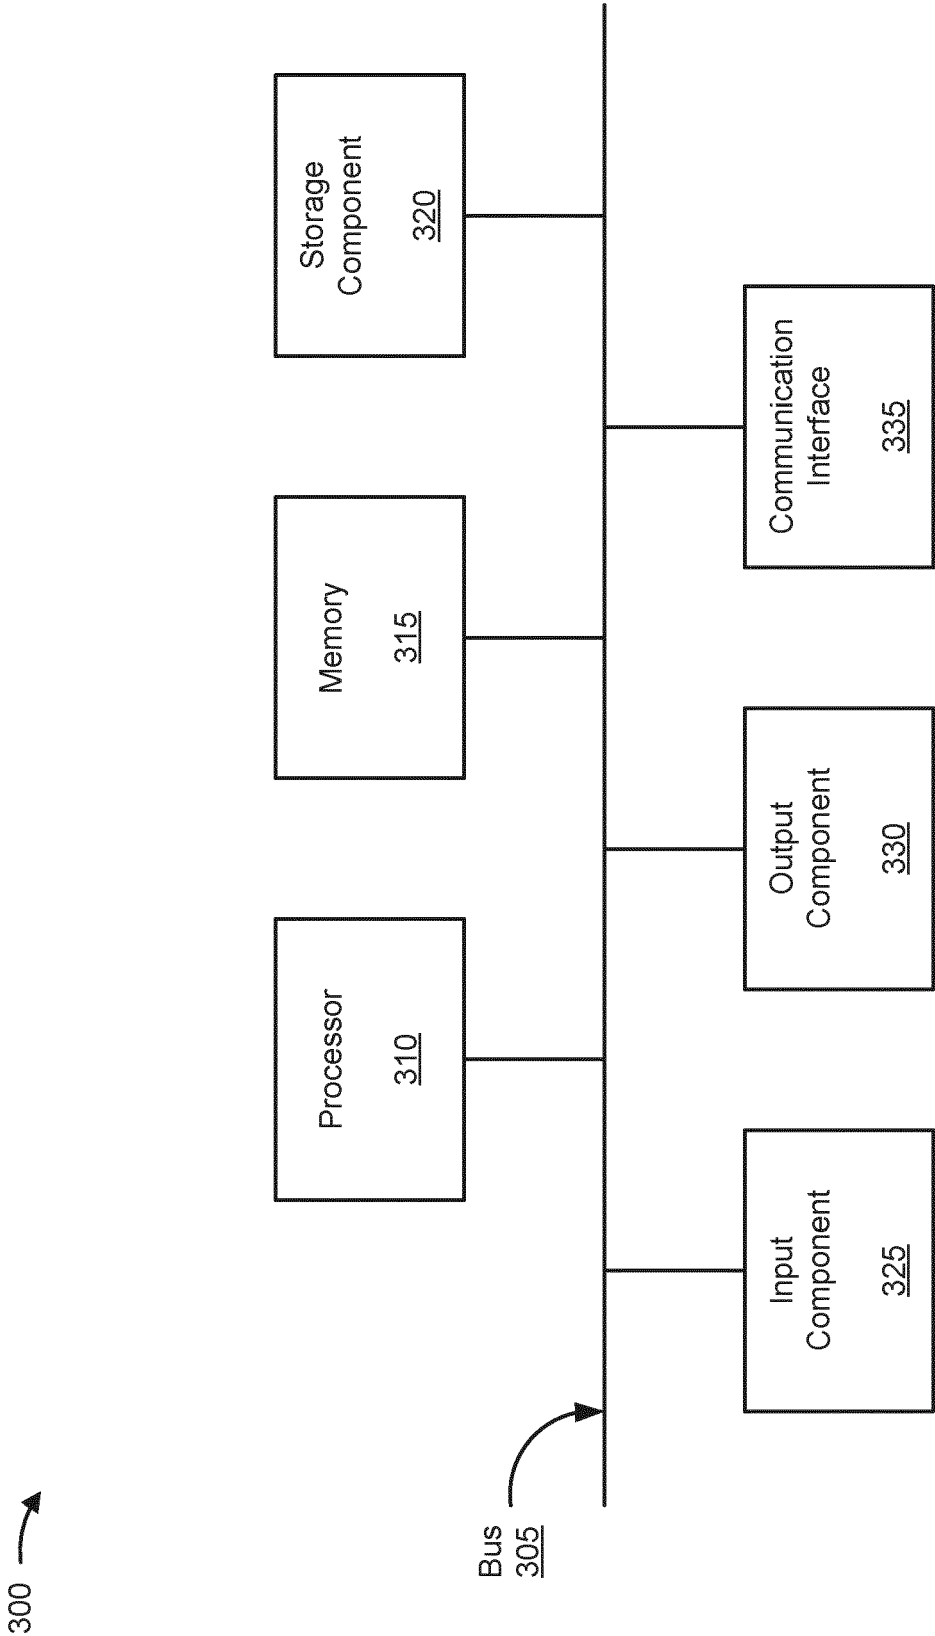 300
Processor
310
Memory
315
Storage
Component
320
Bus
305
Input
Component
325
Output
Component
330
Communication
Interface
335